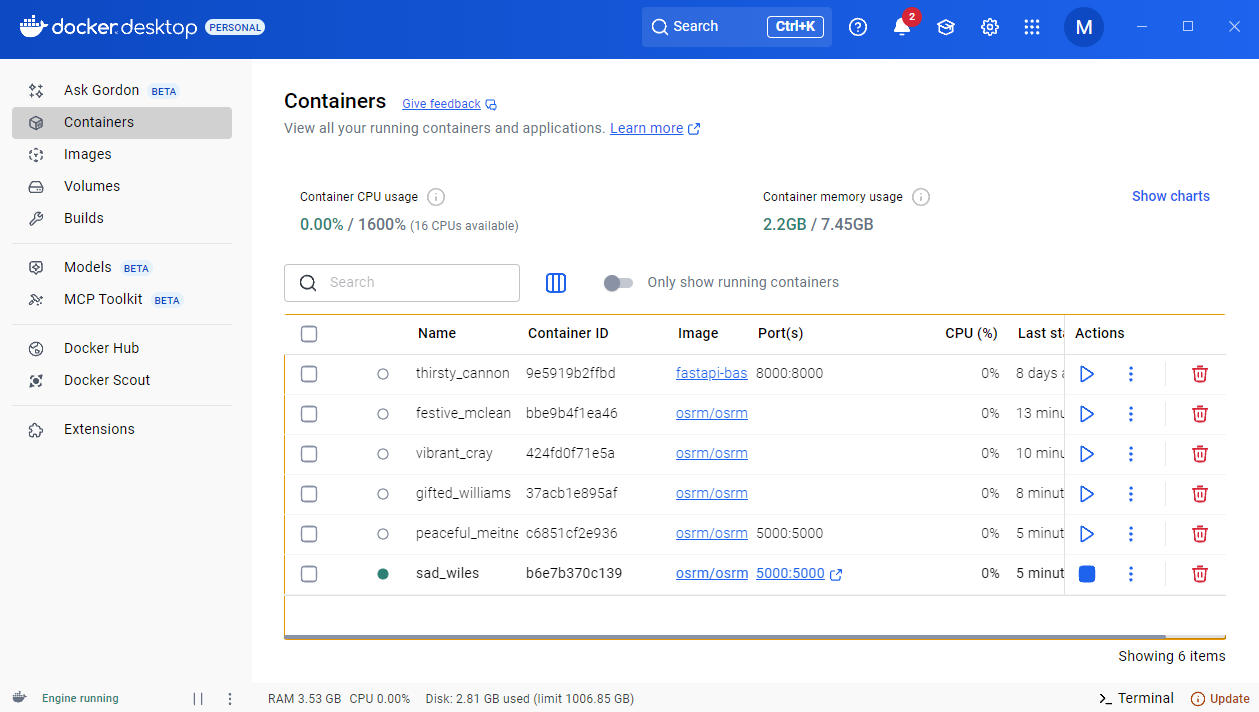 docker desktop PERSONAL Search Ctrl+K 2 M
Ask Gordon BETA
Containers
Images
Volumes
Builds
Models BETA
MCP Toolkit BETA
Docker Hub
Docker Scout
Extensions
Containers Give feedback
View all your running containers and applications. Learn more
Container CPU usage Container memory usage Show charts
0.00% / 1600% (16 CPUs available) 2.2GB / 7.45GB
Search Only show running containers
Name Container ID Image Port(s) CPU (%) Last sta Actions
thirsty_cannon 9e5919b2ffbd fastapi-bas 8000:8000 0% 8 days a
festive_mclean bbe9b4f1ea46 osrm/osrm 0% 13 minu
vibrant_cray 424fd0f71e5a osrm/osrm 0% 10 minu
gifted_williams 37acb1e895af osrm/osrm 0% 8 minut
peaceful_meitne c6851cf2e936 osrm/osrm 5000:5000 0% 5 minut
sad_wiles b6e7b370c139 osrm/osrm 5000:5000 0% 5 minut
Showing 6 items
Engine running RAM 3.53 GB CPU 0.00% Disk: 2.81 GB used (limit 1006.85 GB) >_ Terminal Update